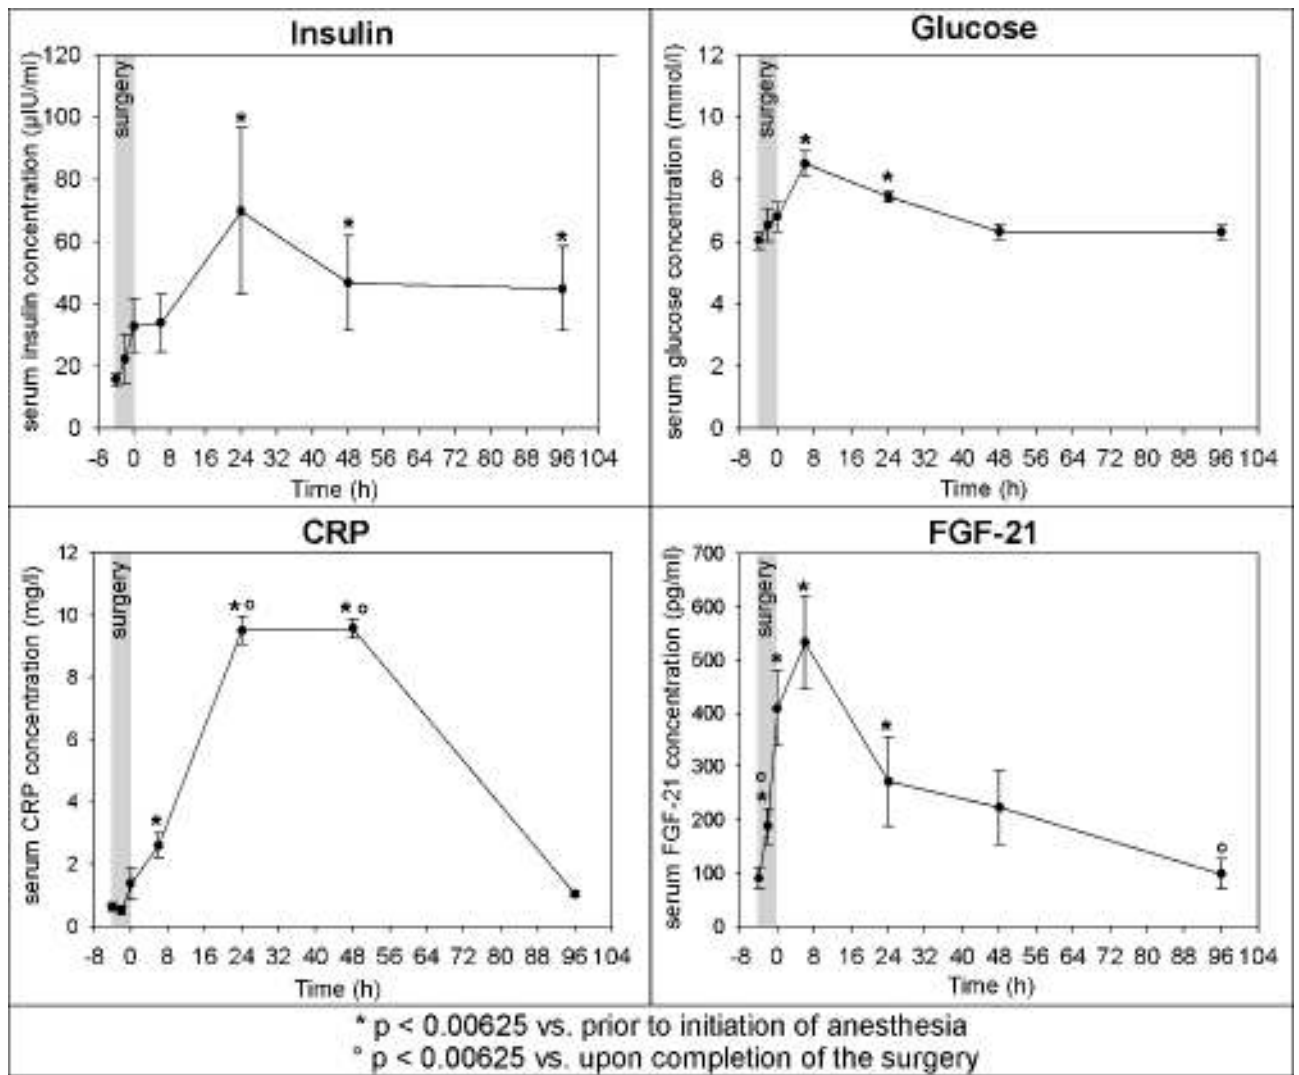 Insulin
serum insulin concentration (µIU/ml)
120
100
80
60
40
20
0
surgery
*
*
*
-8 0 8 16 24 32 40 48 56 64 72 80 88 96 104
Time (h)
Glucose
serum glucose concentration (mmol/l)
12
10
8
6
4
2
0
surgery
*
*
-8 0 8 16 24 32 40 48 56 64 72 80 88 96 104
Time (h)
CRP
serum CRP concentration (mg/l)
12
10
8
6
4
2
0
surgery
*
* o
* o
-8 0 8 16 24 32 40 48 56 64 72 80 88 96 104
Time (h)
FGF-21
serum FGF-21 concentration (pg/ml)
700
600
500
400
300
200
100
0
surgery
o
*
*
*
*
o
-8 0 8 16 24 32 40 48 56 64 72 80 88 96 104
Time (h)
* p < 0.00625 vs. prior to initiation of anesthesia
° p < 0.00625 vs. upon completion of the surgery